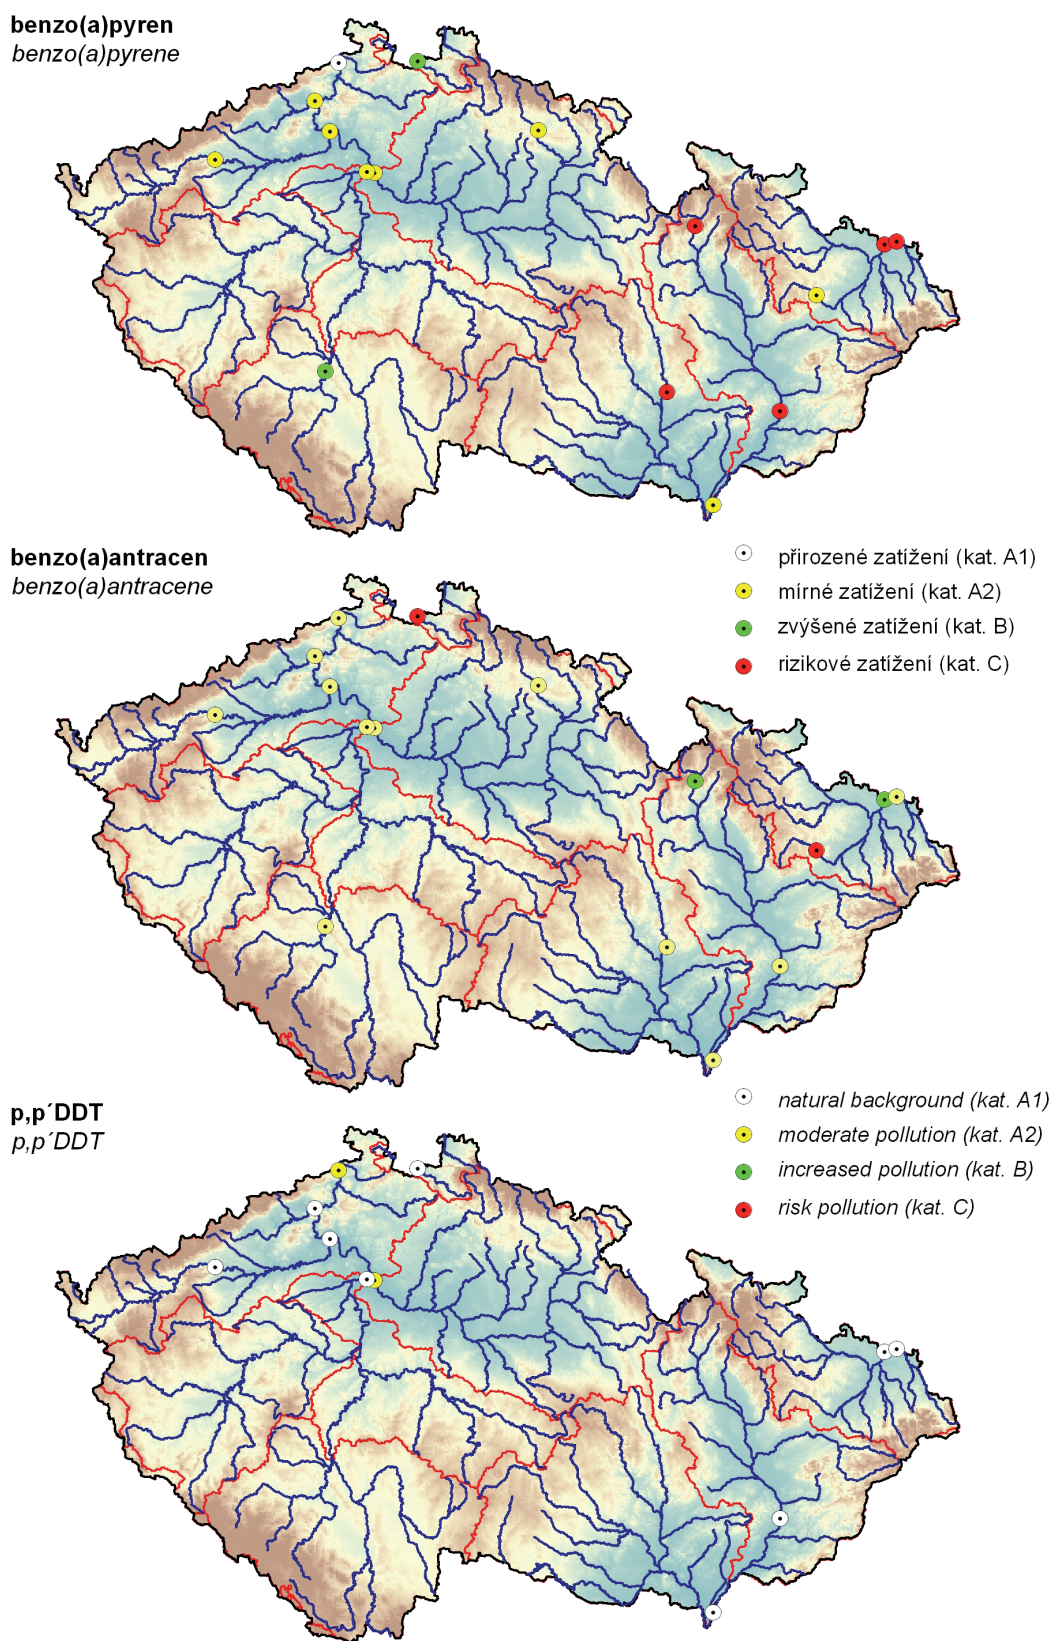 benzo(a)pyren
benzo(a)pyrene
benzo(a)antracen
benzo(a)antracene
přirozené zatížení (kat. A1)
mírné zatížení (kat. A2)
zvýšené zatížení (kat. B)
rizikové zatížení (kat. C)
p,p´DDT
p,p´DDT
natural background (kat. A1)
moderate pollution (kat. A2)
increased pollution (kat. B)
risk pollution (kat. C)